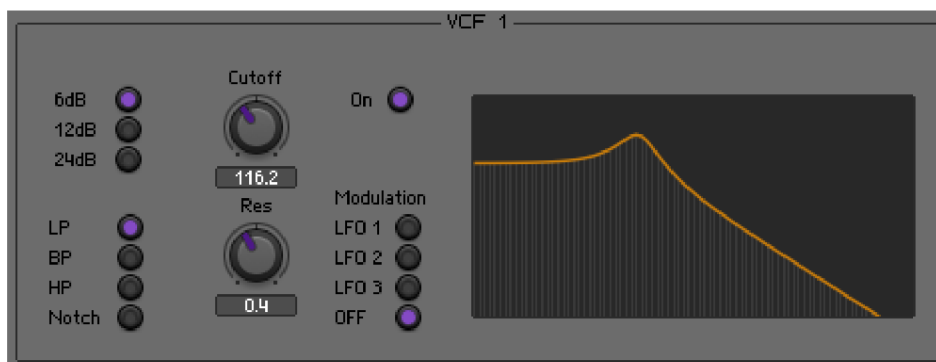 VCF 1
Cutoff
6dB
On
12dB
24dB
116.2
Res
Modulation
LP
LFO 1
BP
LFO 2
HP
LFO 3
0.4
Notch
OFF